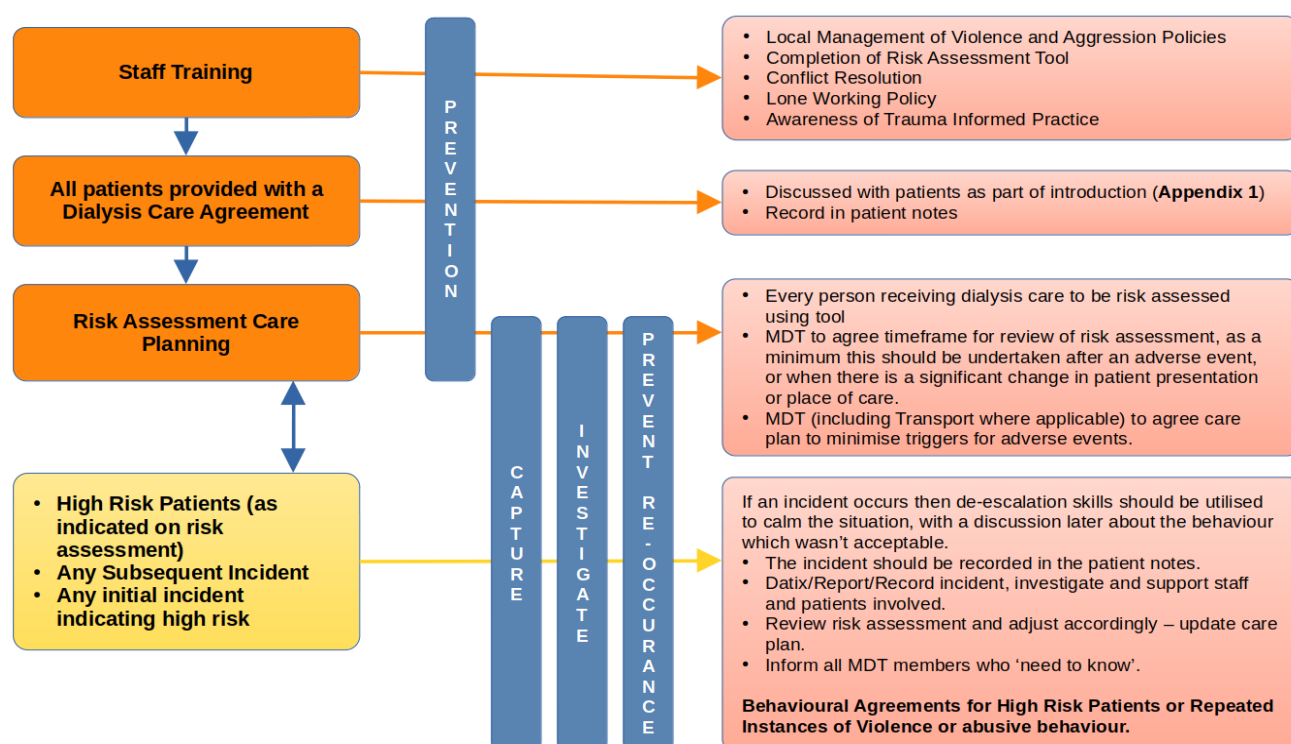 Staff Training
• Local Management of Violence and Aggression Policies
• Completion of Risk Assessment Tool
• Conflict Resolution
• Lone Working Policy
• Awareness of Trauma Informed Practice
All patients provided with a
Dialysis Care Agreement
• Discussed with patients as part of introduction (Appendix 1)
• Record in patient notes
Risk Assessment Care
Planning
• Every person receiving dialysis care to be risk assessed
using tool
• MDT to agree timeframe for review of risk assessment, as a
minimum this should be undertaken after an adverse event,
or when there is a significant change in patient presentation
or place of care.
• MDT (including Transport where applicable) to agree care
plan to minimise triggers for adverse events.
• High Risk Patients (as
indicated on risk
assessment)
• Any Subsequent Incident
• Any initial incident
indicating high risk
If an incident occurs then de-escalation skills should be utilised
to calm the situation, with a discussion later about the behaviour
which wasn’t acceptable.
• The incident should be recorded in the patient notes.
• Datix/Report/Record incident, investigate and support staff
and patients involved.
• Review risk assessment and adjust accordingly – update care
plan.
• Inform all MDT members who ‘need to know’.
Behavioural Agreements for High Risk Patients or Repeated
Instances of Violence or abusive behaviour.
PREVENTION
CAPTURE
INVESTIGATE
PREVENT RE-OCCURANCE